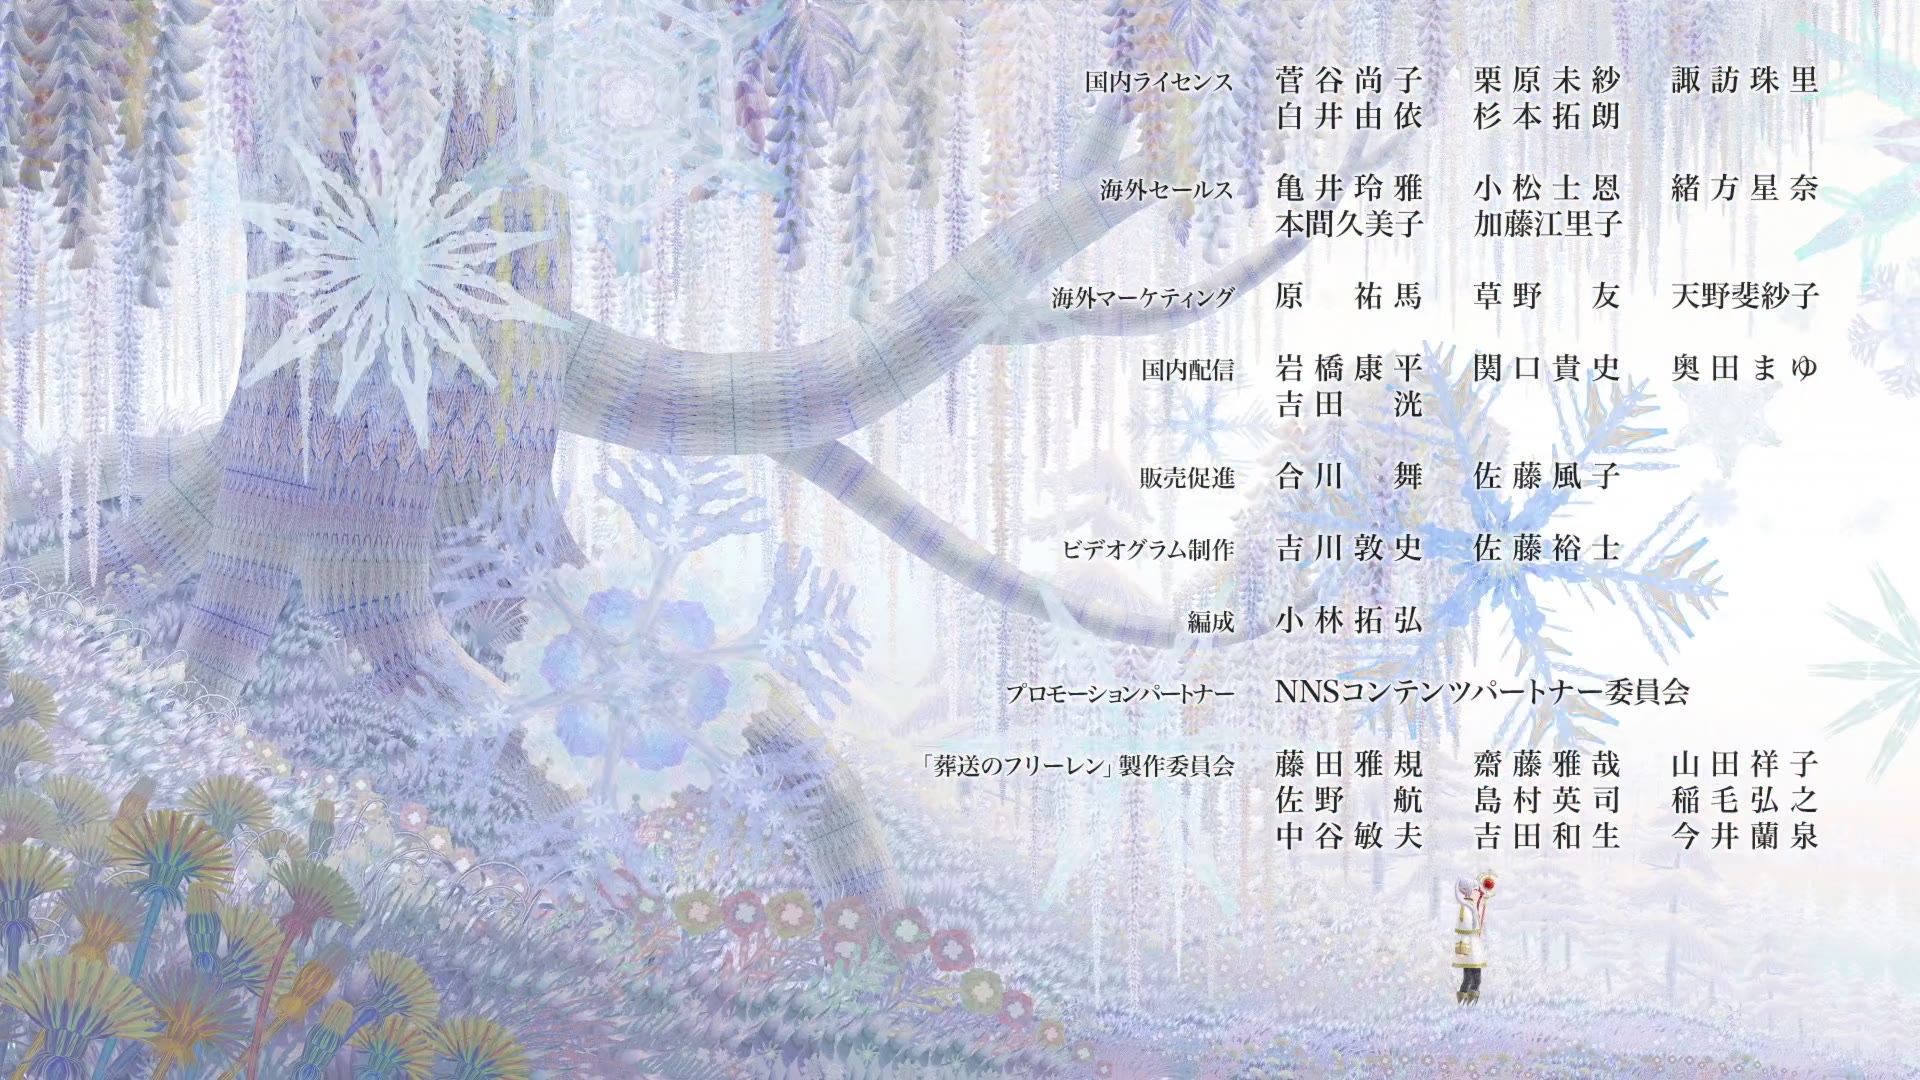 国内ライセンス 菅谷尚子 栗原未紗 諏訪珠里
白井由依 杉本拓朗
海外セールス 亀井玲雅 小松士恩 緒方星奈
本間久美子 加藤江里子
海外マーケティング 原 祐馬 草野 友 天野斐紗子
国内配信 岩橋康平 関口貴史 奥田まゆ
吉田 洸
販売促進 合川 舞 佐藤風子
ビデオグラム制作 吉川敦史 佐藤裕士
編成 小林拓弘
プロモーションパートナー NNSコンテンツパートナー委員会
「葬送のフリーレン」製作委員会 藤田雅規 齋藤雅哉 山田祥子
佐野 航 島村英司 稲毛弘之
中谷敏夫 吉田和生 今井蘭泉